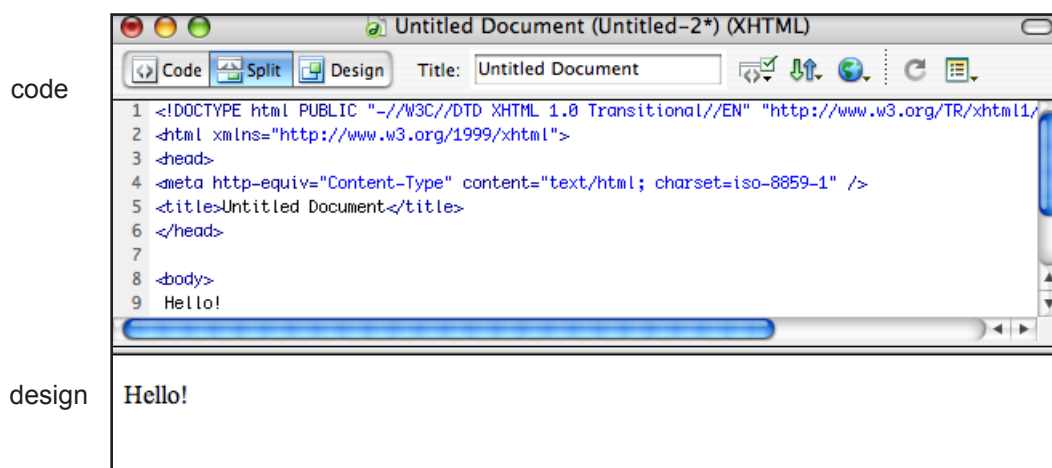 Untitled Document (Untitled-2*) (XHTML)
Code Split Design Title: Untitled Document
code
1 <!DOCTYPE html PUBLIC "-//W3C//DTD XHTML 1.0 Transitional//EN" "http://www.w3.org/TR/xhtml1/
2 <html xmlns="http://www.w3.org/1999/xhtml">
3 <head>
4 <meta http-equiv="Content-Type" content="text/html; charset=iso-8859-1" />
5 <title>Untitled Document</title>
6 </head>
7
8 <body>
9 Hello!
design
Hello!